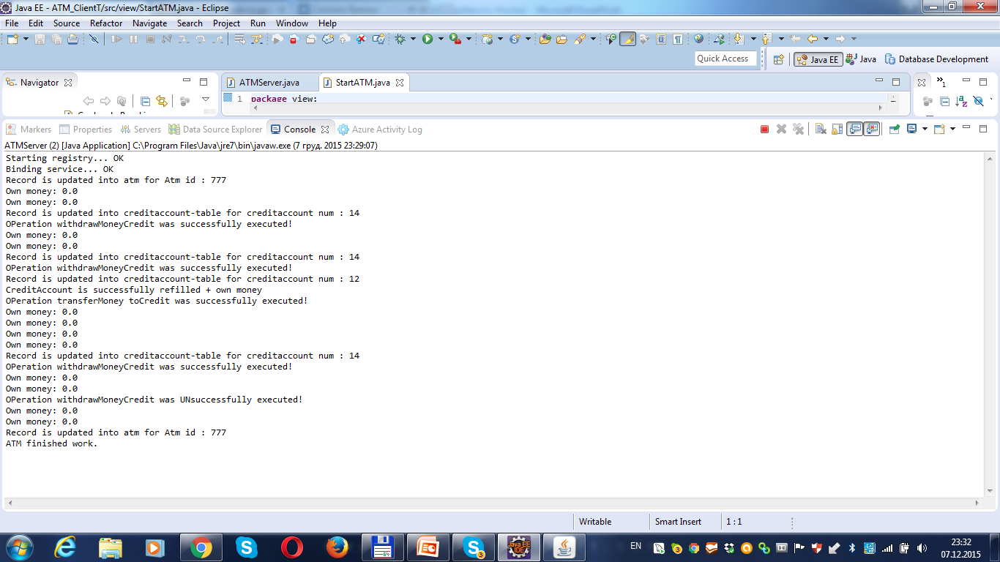 Java EE - ATM_ClientT/src/view/StartATM.java - Eclipse
File Edit Source Refactor Navigate Search Project Run Window Help
Quick Access
Java EE
Java
Database Development
Navigator
ATMServer.java
StartATM.java
1
1 package view;
Markers Properties Servers Data Source Explorer Console Azure Activity Log
ATMServer (2) [Java Application] C:\Program Files\Java\jre7\bin\javaw.exe (7 груд. 2015 23:29:07)
Starting registry... OK
Binding service... OK
Record is updated into atm for Atm id : 777
Own money: 0.0
Own money: 0.0
Record is updated into creditaccount-table for creditaccount num : 14
OPeration withdrawMoneyCredit was successfully executed!
Own money: 0.0
Own money: 0.0
Record is updated into creditaccount-table for creditaccount num : 14
OPeration withdrawMoneyCredit was successfully executed!
Record is updated into creditaccount-table for creditaccount num : 12
CreditAccount is successfully refilled + own money
OPeration transferMoney toCredit was successfully executed!
Own money: 0.0
Own money: 0.0
Own money: 0.0
Own money: 0.0
Record is updated into creditaccount-table for creditaccount num : 14
OPeration withdrawMoneyCredit was successfully executed!
Own money: 0.0
Own money: 0.0
OPeration withdrawMoneyCredit was UNsuccessfully executed!
Own money: 0.0
Own money: 0.0
Record is updated into atm for Atm id : 777
ATM finished work.
Writable
Smart Insert
1 : 1
64
3
Java EE
IDE
EN
3
23:32
07.12.2015